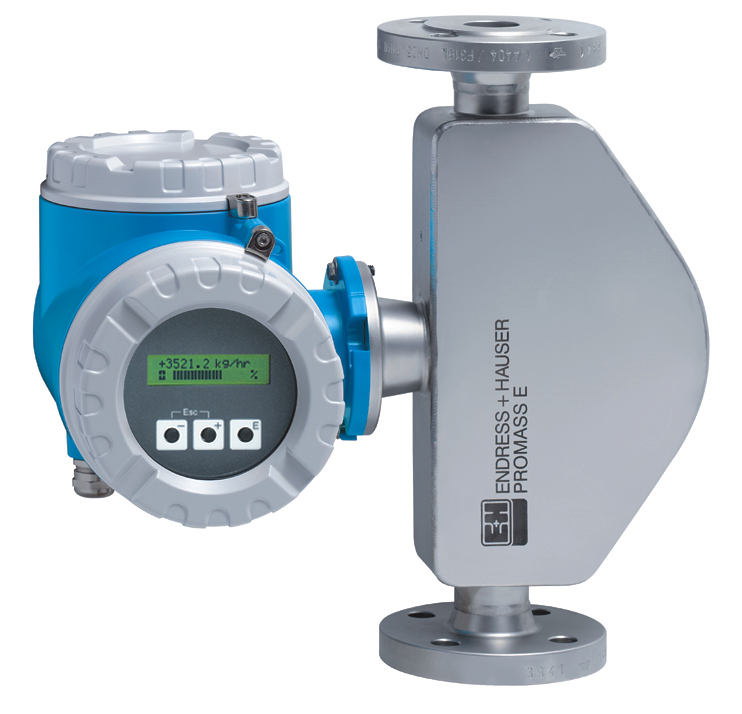 +3521.2 kg/hr
%
Esc
- + E
ENDRESS + HAUSER
PROMASS E
E+H